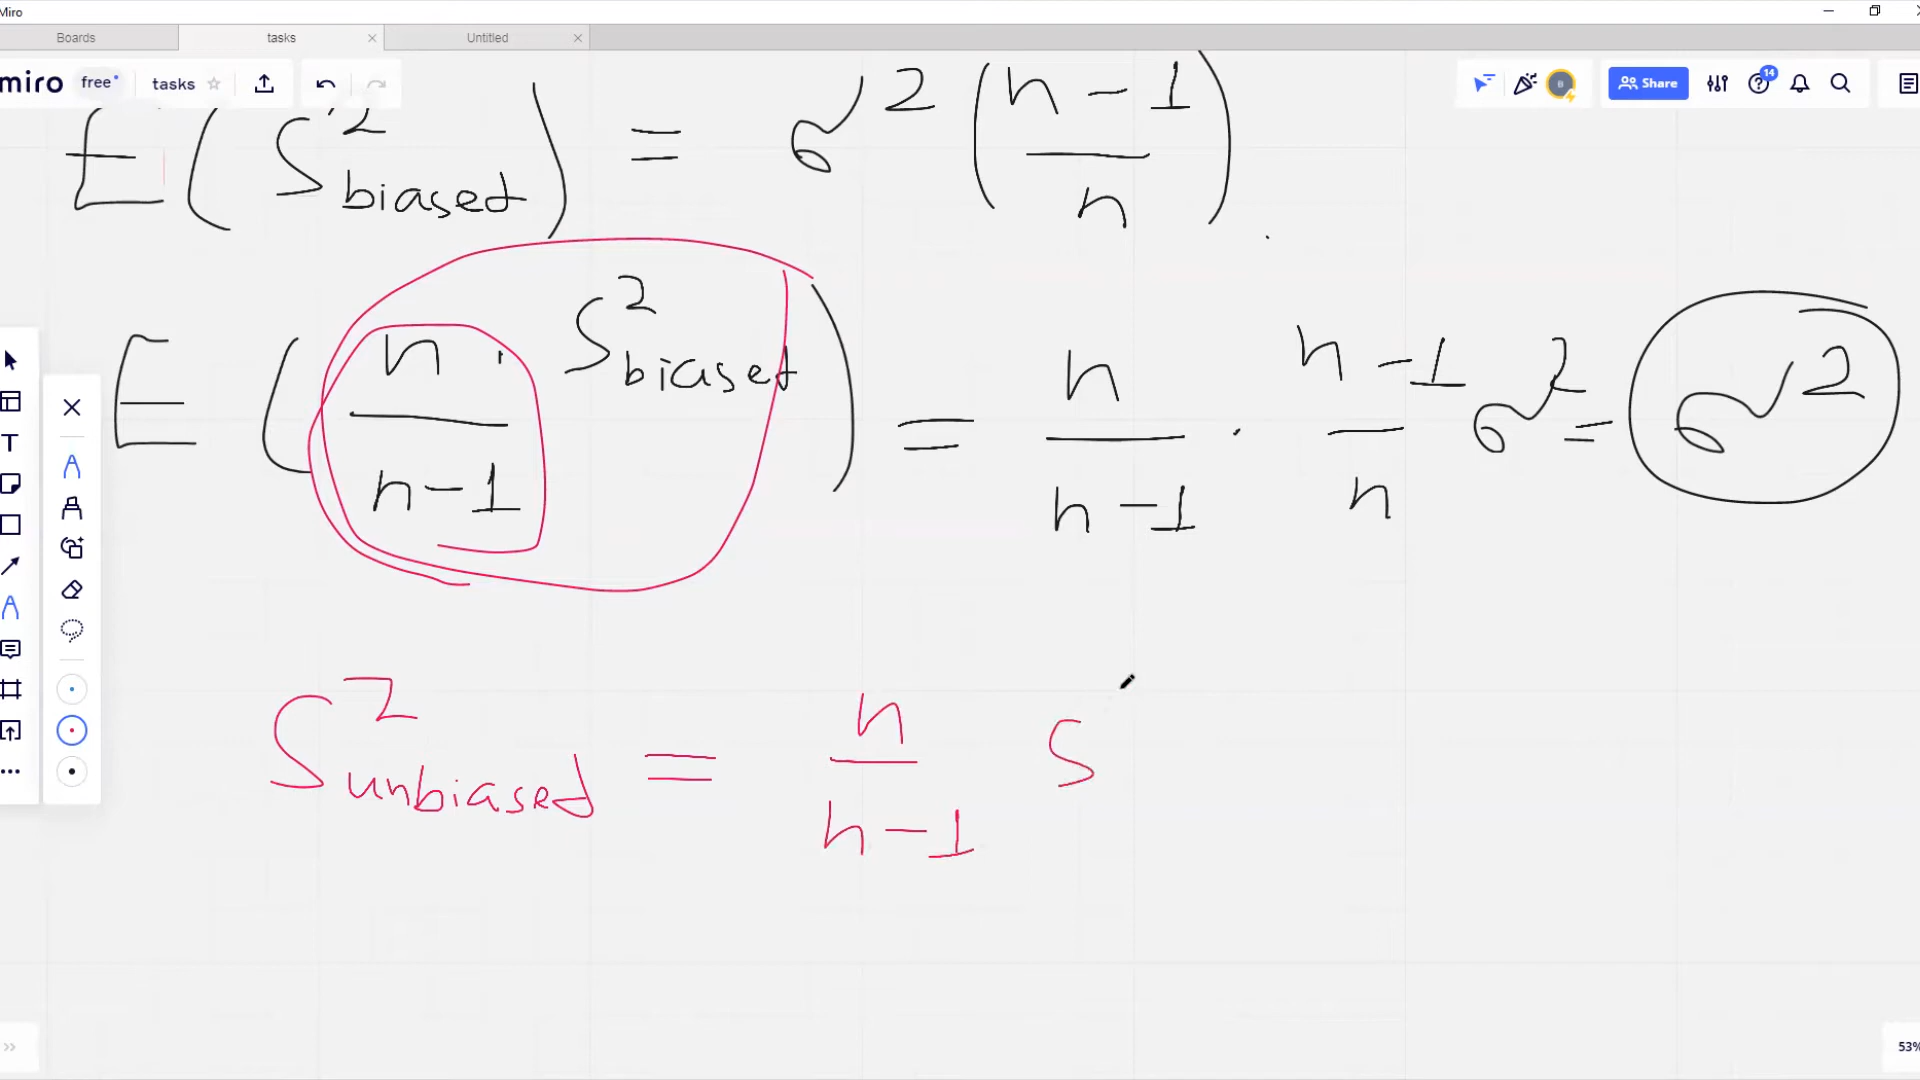 Miro
Boards tasks Untitled
miro free tasks Share 14
E(S²biased) = σ²((n-1)/n).
E(n/(n-1) · S²biased) = n/(n-1) · (n-1)/n σ² = σ²
S²unbiased = n/(n-1) S
53%